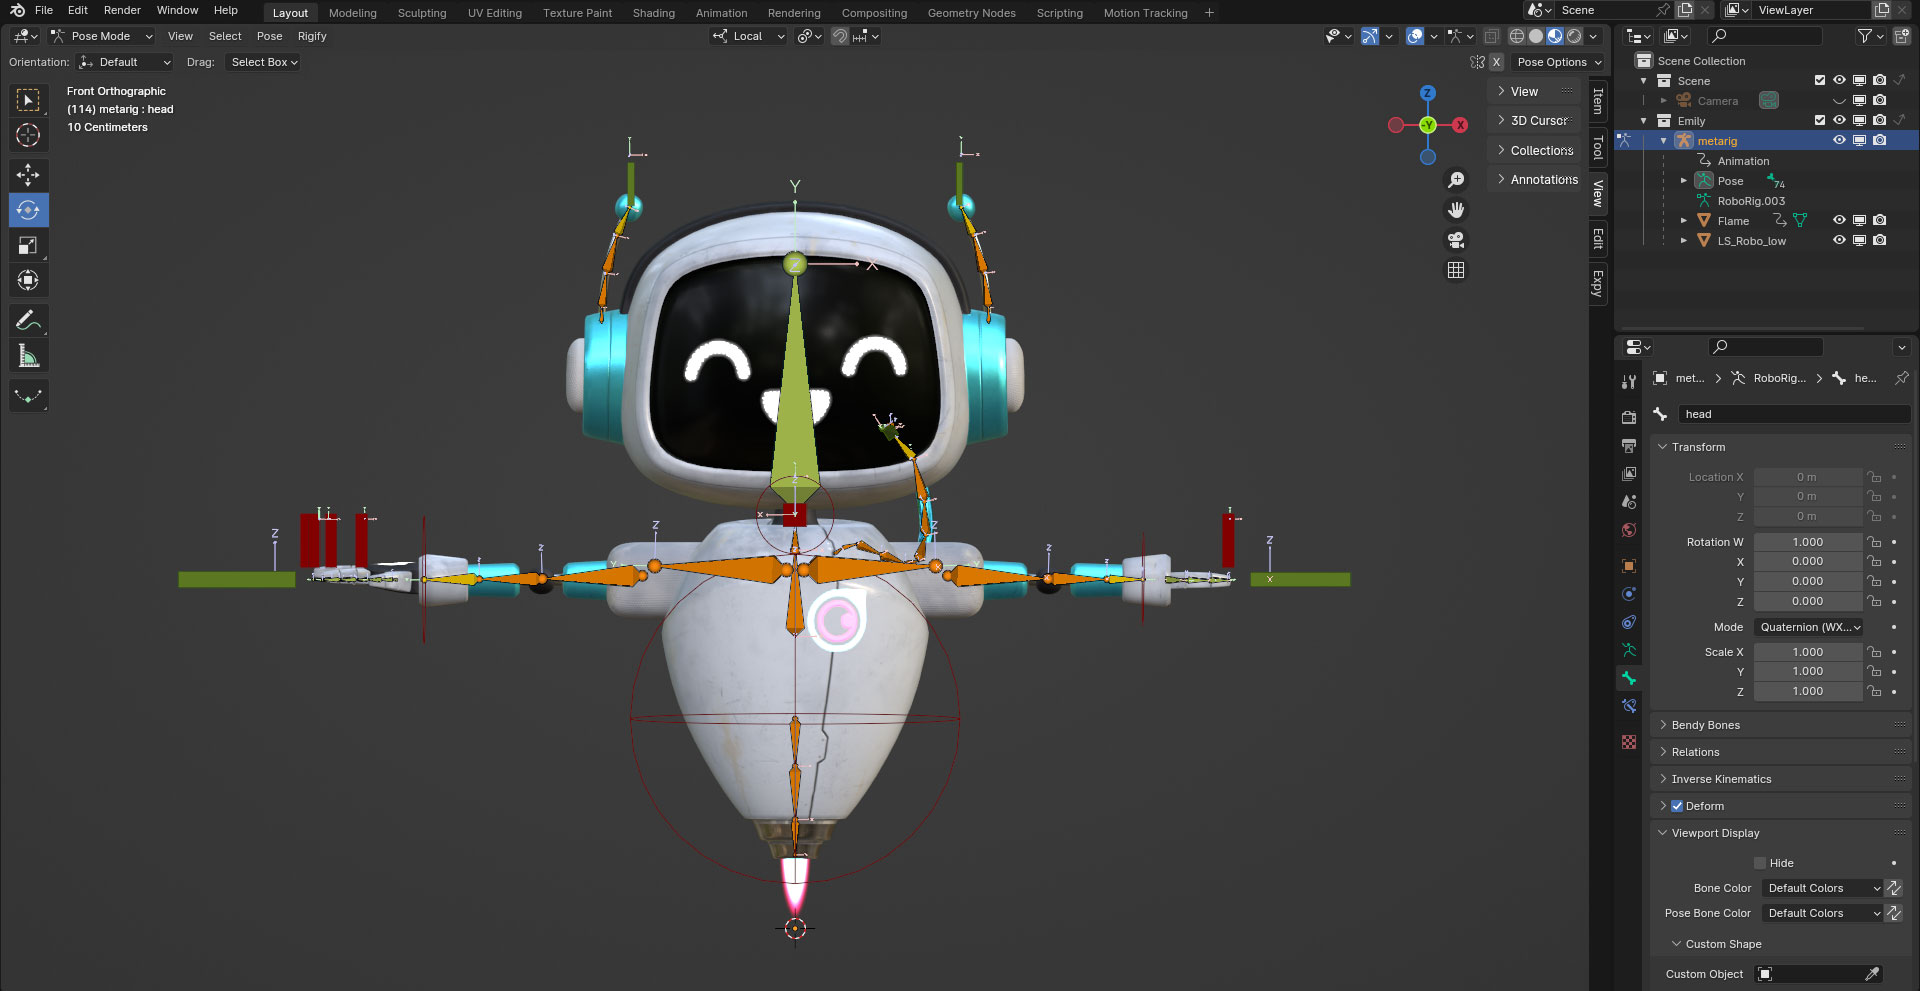 File Edit Render Window Help Layout Modeling Sculpting UV Editing Texture Paint Shading Animation Rendering Compositing Geometry Nodes Scripting Motion Tracking + Scene ViewLayer
Pose Mode View Select Pose Rigify Local
Orientation: Default Drag: Select Box X Pose Options
Front Orthographic
(114) metarig : head
10 Centimeters
Z
-Y
X
View
3D Cursor
Collections
Annotations
Item
Tool
View
Edit
Expy
Y
Z
X
Z
X
Z
Z
Z
Z
Z
Z
Y
X
X
Scene Collection
Scene
Camera
Emily
metarig
Animation
Pose 74
RoboRig.003
Flame
LS_Robo_low
met... RoboRig... he...
head
Transform
Location X 0 m
Y 0 m
Z 0 m
Rotation W 1.000
X 0.000
Y 0.000
Z 0.000
Mode Quaternion (WX...
Scale X 1.000
Y 1.000
Z 1.000
Bendy Bones
Relations
Inverse Kinematics
Deform
Viewport Display
Hide
Bone Color Default Colors
Pose Bone Color Default Colors
Custom Shape
Custom Object